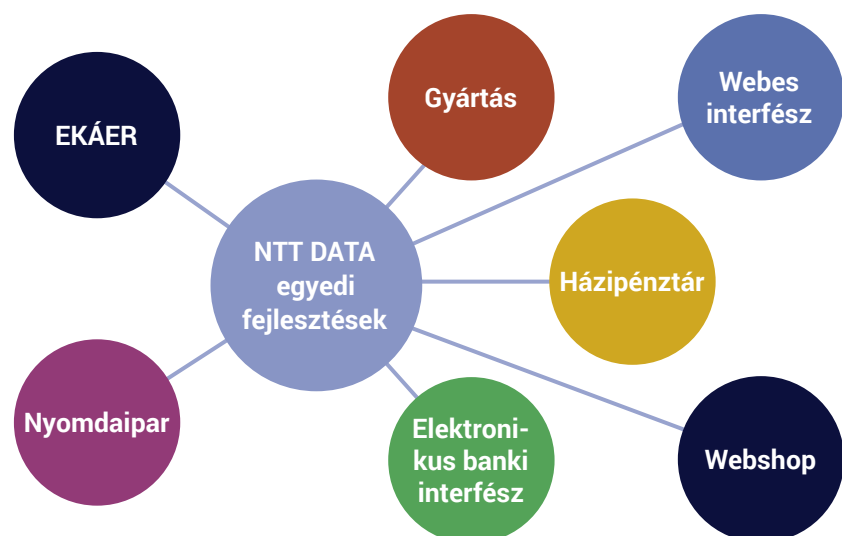 EKÁER
Gyártás
Webes
interfész
NTT DATA
egyedi
fejlesztések
Házipénztár
Nyomdaipar
Elektroni-
kus banki
interfész
Webshop